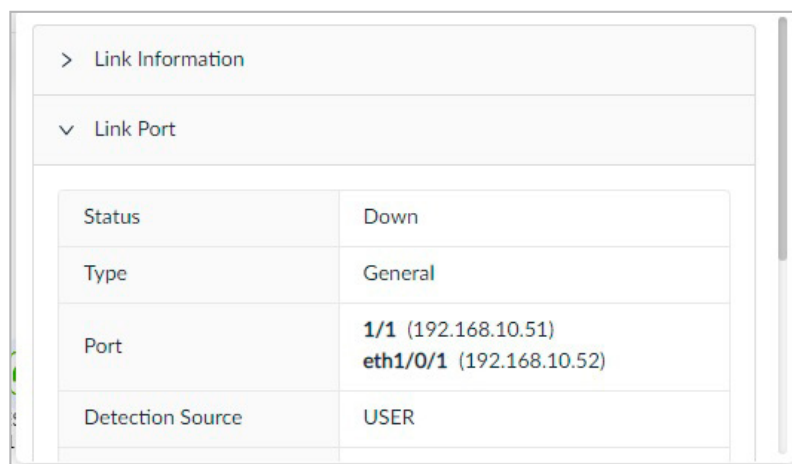 Link Information
Link Port
Status Down
Type General
Port 1/1 (192.168.10.51)
eth1/0/1 (192.168.10.52)
Detection Source USER